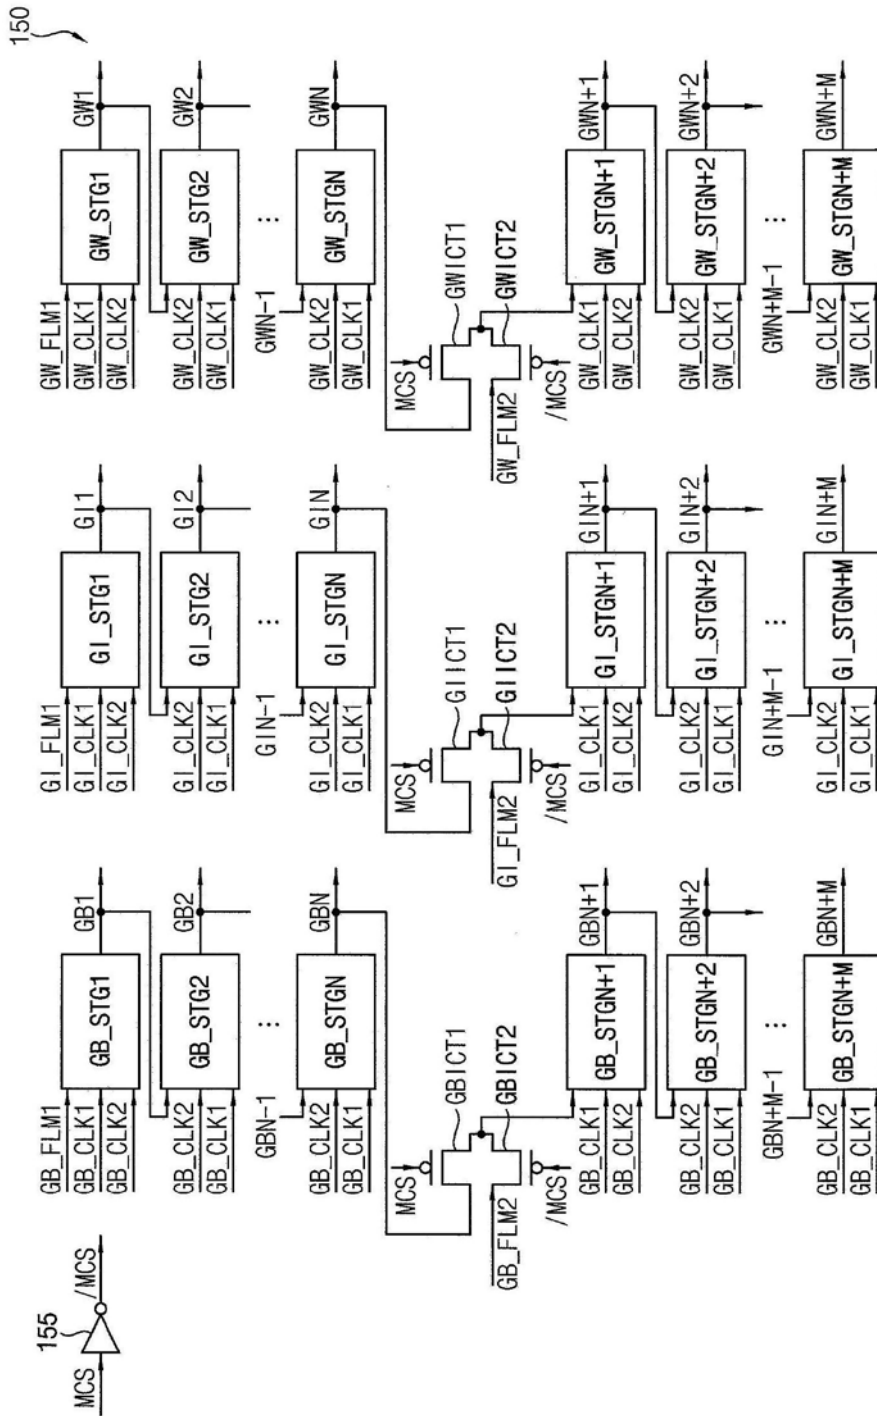 150
MCS
155
/MCS
GB_FLM1
GB_CLK1
GB_CLK2
GB_STG1
GB1
GB_CLK2
GB_CLK1
GB_STG2
GB2
GBN-1
GB_CLK2
GB_CLK1
GB_STGN
GBN
MCS
GB_FLM2
/MCS
GBICT1
GBICT2
GB_CLK1
GB_CLK2
GB_STGN+1
GBN+1
GB_CLK2
GB_CLK1
GB_STGN+2
GBN+2
GBN+M-1
GB_CLK2
GB_CLK1
GB_STGN+M
GBN+M
GI_FLM1
GI_CLK1
GI_CLK2
GI_STG1
GI1
GI_CLK2
GI_CLK1
GI_STG2
GI2
GIN-1
GI_CLK2
GI_CLK1
GI_STGN
GIN
MCS
GI_FLM2
/MCS
GIICT1
GIICT2
GI_CLK1
GI_CLK2
GI_STGN+1
GIN+1
GI_CLK2
GI_CLK1
GI_STGN+2
GIN+2
GIN+M-1
GI_CLK2
GI_CLK1
GI_STGN+M
GIN+M
GW_FLM1
GW_CLK1
GW_CLK2
GW_STG1
GW1
GW_CLK2
GW_CLK1
GW_STG2
GW2
GWN-1
GW_CLK2
GW_CLK1
GW_STGN
GWN
MCS
GW_FLM2
/MCS
GWICT1
GWICT2
GW_CLK1
GW_CLK2
GW_STGN+1
GWN+1
GW_CLK2
GW_CLK1
GW_STGN+2
GWN+2
GWN+M-1
GW_CLK2
GW_CLK1
GW_STGN+M
GWN+M